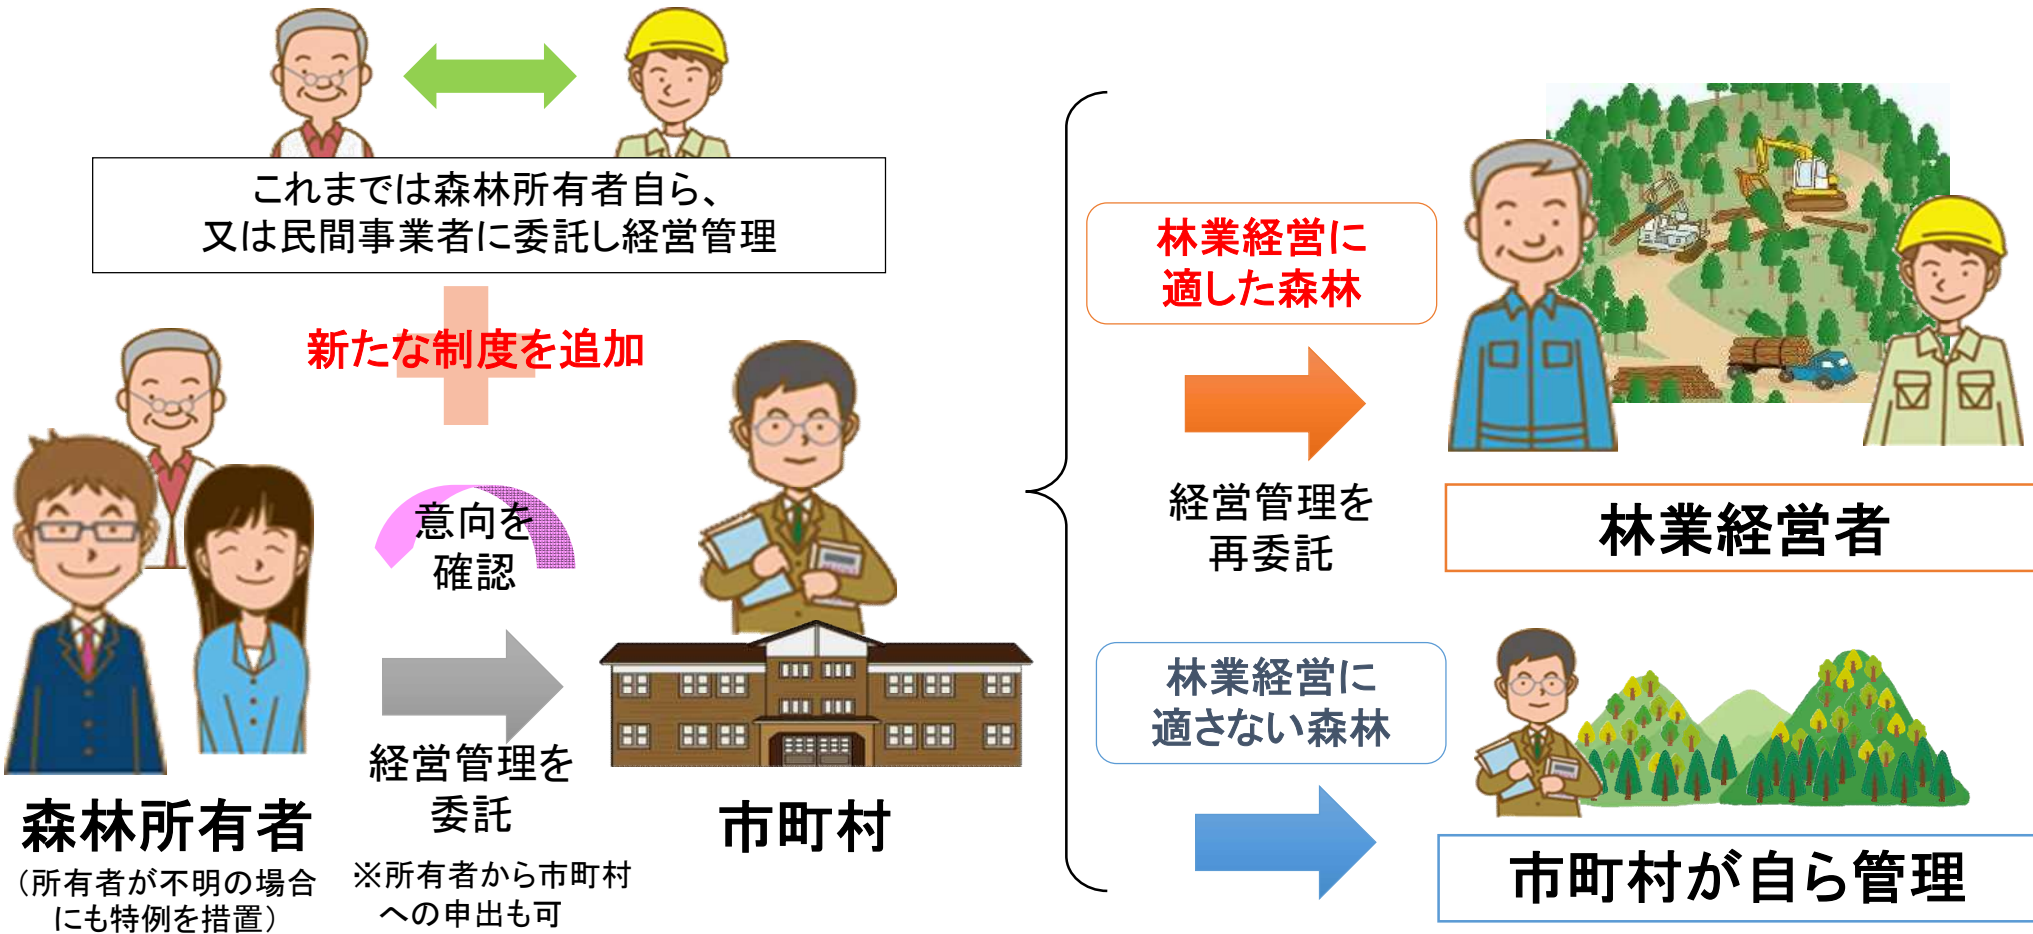 これまでは森林所有者自ら、
又は民間事業者に委託し経営管理
新たな制度を追加
意向を
確認
経営管理を
委託
※所有者から市町村
への申出も可
森林所有者
（所有者が不明の場合
にも特例を措置）
市町村
林業経営に
適した森林
経営管理を
再委託
林業経営者
林業経営に
適さない森林
市町村が自ら管理